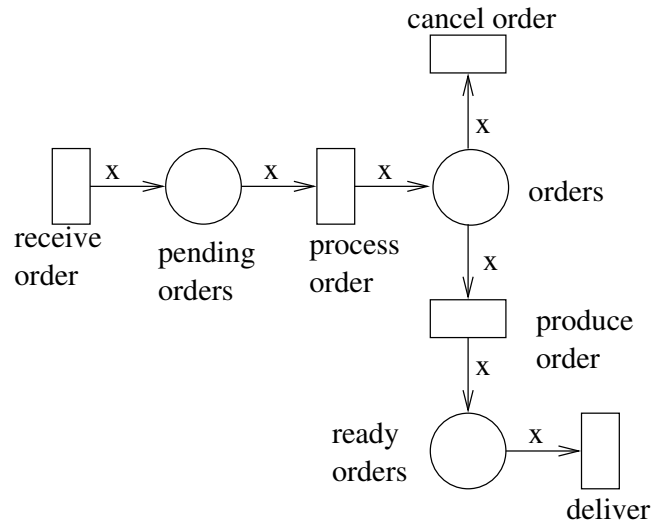 cancel order
x
x
x
x
orders
receive
order
pending
orders
process
order
x
produce
order
x
ready
orders
x
deliver